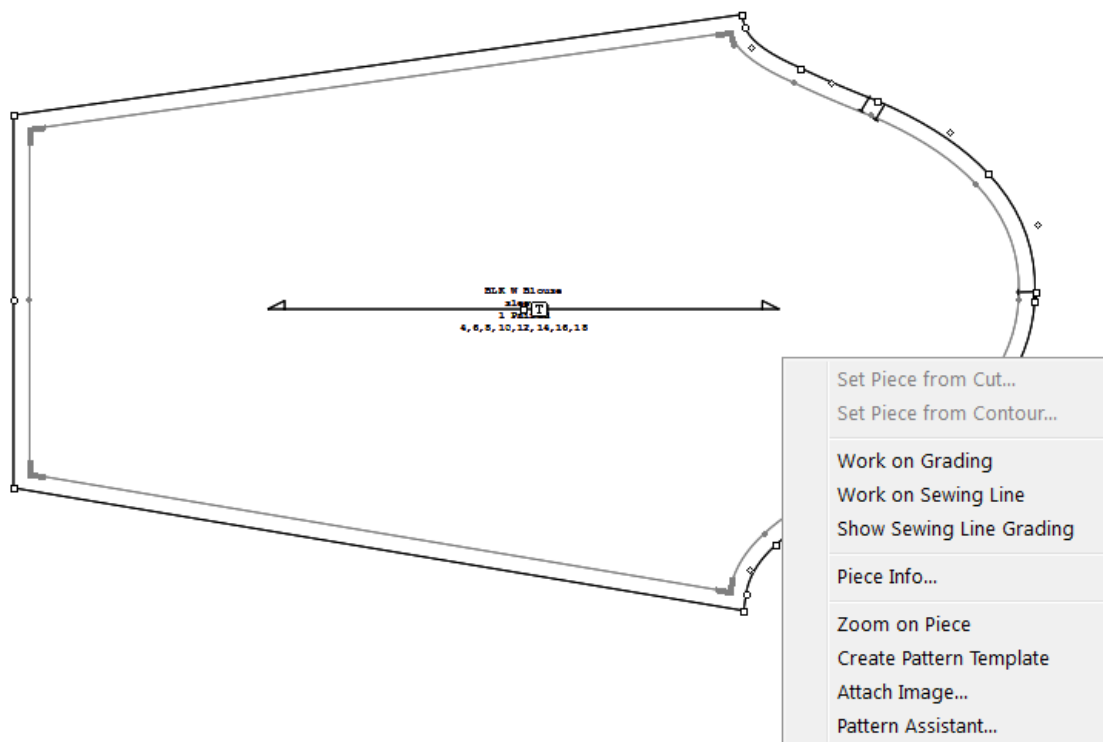 BLK W Blouse
T
4,6,8,10,12,14,16,18
Set Piece from Cut...
Set Piece from Contour...
Work on Grading
Work on Sewing Line
Show Sewing Line Grading
Piece Info...
Zoom on Piece
Create Pattern Template
Attach Image...
Pattern Assistant...